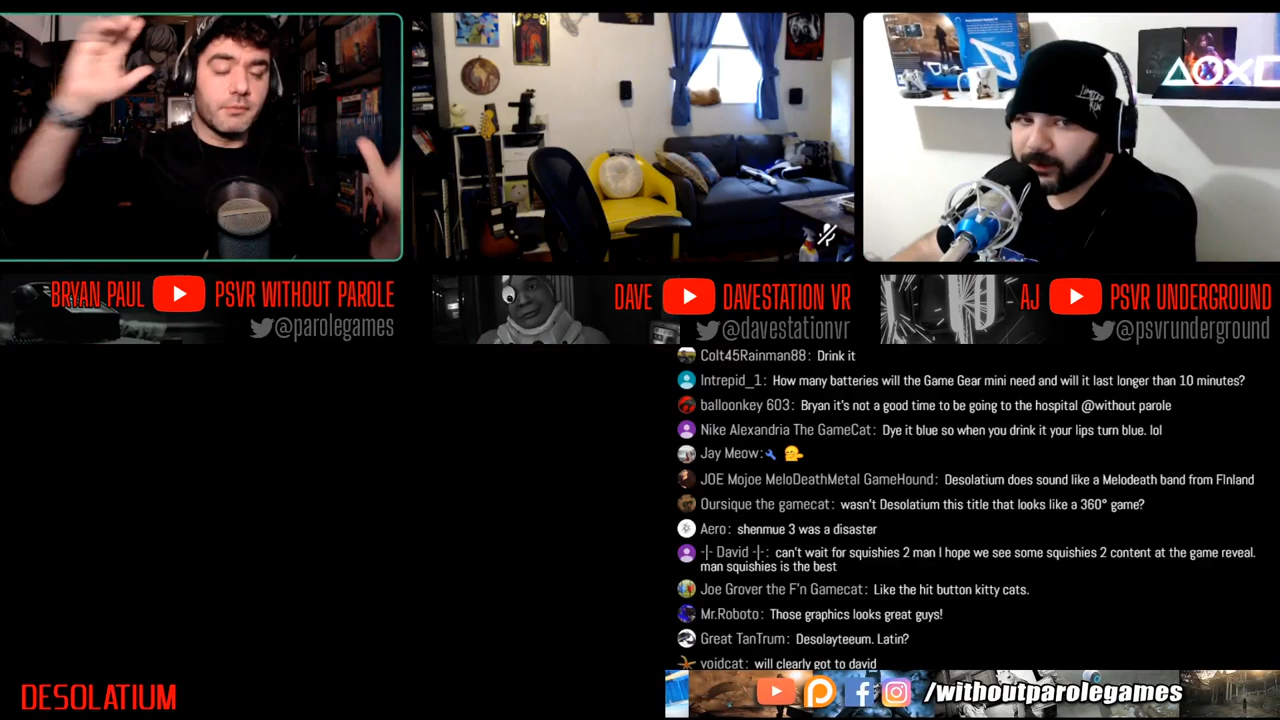 LIMITED RUN
BRYAN PAUL PSVR WITHOUT PAROLE
@parolegames
DAVE DAVESTATION VR
@davestationvr
AJ PSVR UNDERGROUND
@psvrunderground
Colt45Rainman88: Drink it
Intrepid_1: How many batteries will the Game Gear mini need and will it last longer than 10 minutes?
balloonkey 603: Bryan it's not a good time to be going to the hospital @without parole
Nike Alexandria The GameCat: Dye it blue so when you drink it your lips turn blue. lol
Jay Meow:
JOE Mojoe MeloDeathMetal GameHound: Desolatium does sound like a Melodeath band from FInland
Oursique the gamecat: wasn't Desolatium this title that looks like a 360° game?
Aero: shenmue 3 was a disaster
-|- David -|-: can't wait for squishies 2 man I hope we see some squishies 2 content at the game reveal.
man squishies is the best
Joe Grover the F'n Gamecat: Like the hit button kitty cats.
Mr.Roboto: Those graphics looks great guys!
Great TanTrum: Desolayteeum. Latin?
voidcat: will clearly got to david
DESOLATIUM
/withoutparolegames